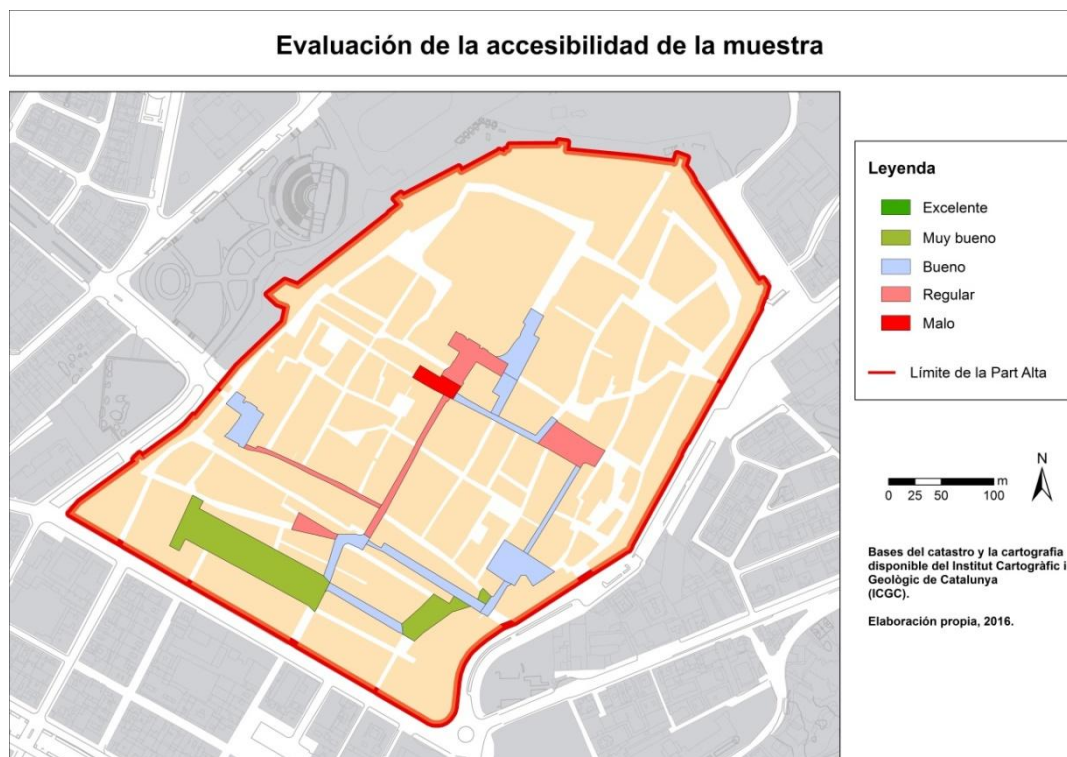 Evaluación de la accesibilidad de la muestra
Leyenda
Excelente
Muy bueno
Bueno
Regular
Malo
Límite de la Part Alta
N
m
0 25 50 100
Bases del catastro y la cartografia
disponible del Institut Cartogràfic i
Geològic de Catalunya
(ICGC).
Elaboración propia, 2016.